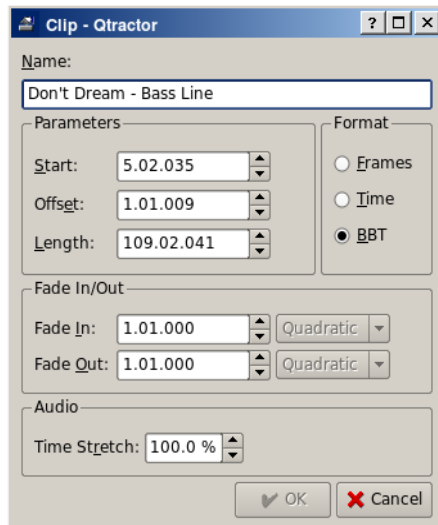 Clip - Qtractor
Name:
Don't Dream - Bass Line
Parameters
Format
Start: 5.02.035
Frames
Offset: 1.01.009
Time
Length: 109.02.041
BBT
Fade In/Out
Fade In: 1.01.000 Quadratic
Fade Out: 1.01.000 Quadratic
Audio
Time Stretch: 100.0 %
OK Cancel